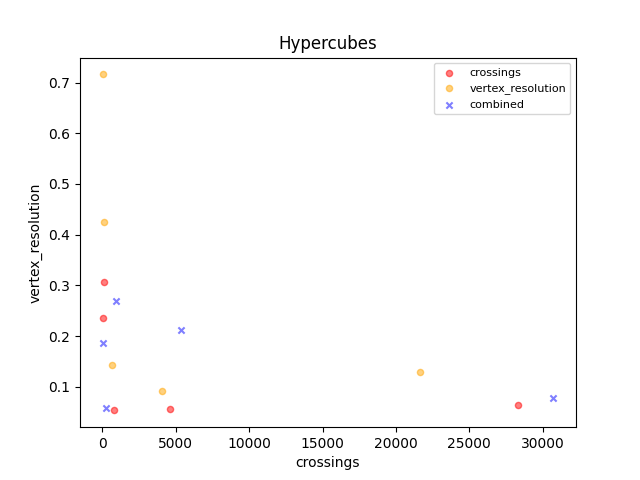 Hypercubes
crossings
vertex_resolution
combined
vertex_resolution
0.7
0.6
0.5
0.4
0.3
0.2
0.1
0 5000 10000 15000 20000 25000 30000
crossings